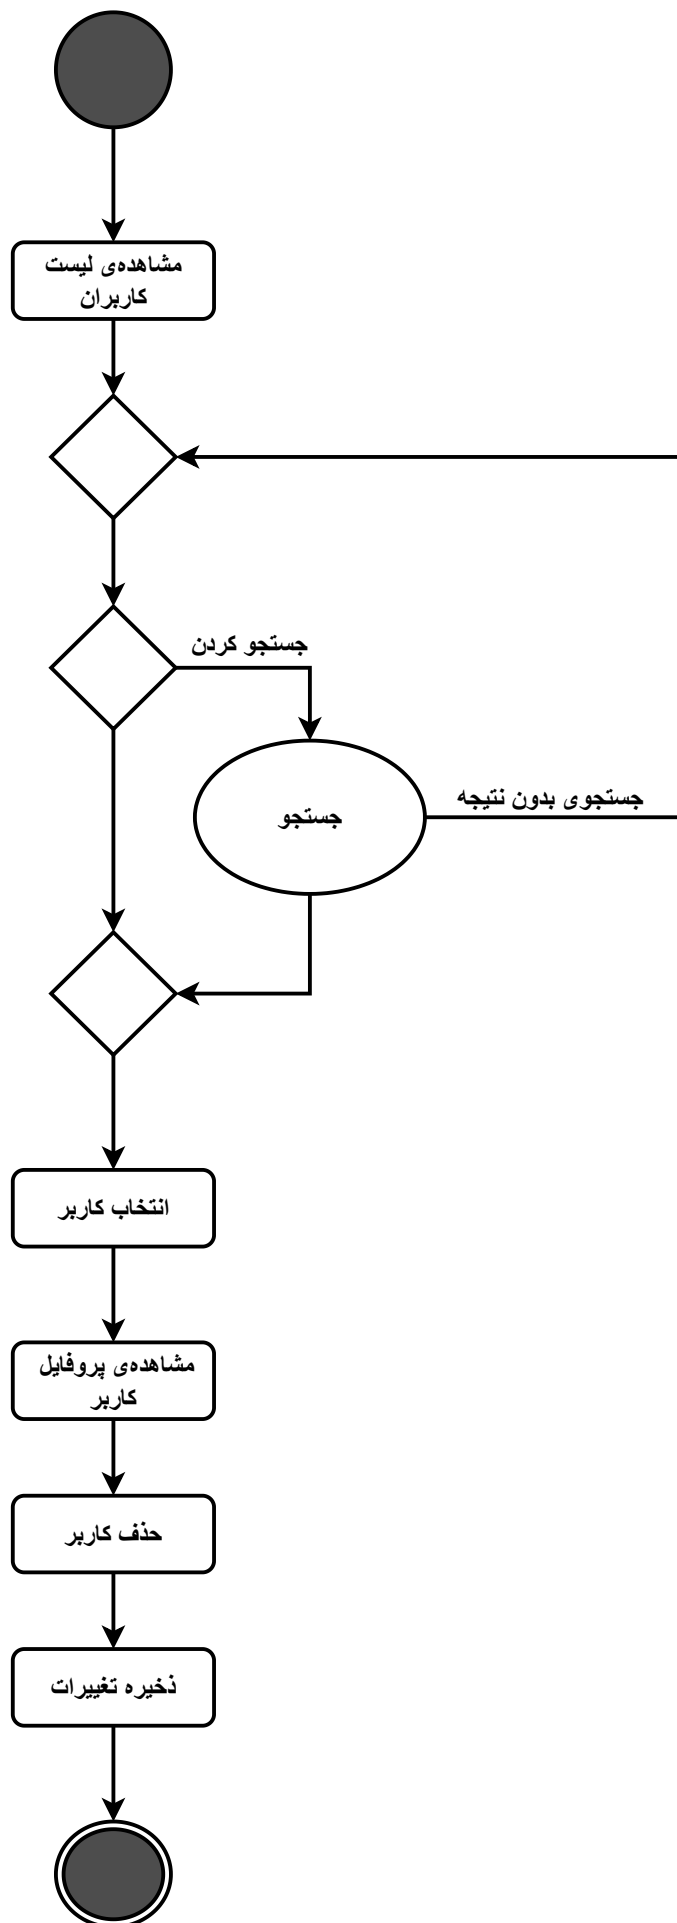 مشاهده‌ی لیست
کاربران
جستجو کردن
جستجو
جستجوی بدون نتیجه
انتخاب کاربر
مشاهده‌ی پروفایل
کاربر
حذف کاربر
ذخیره تغییرات